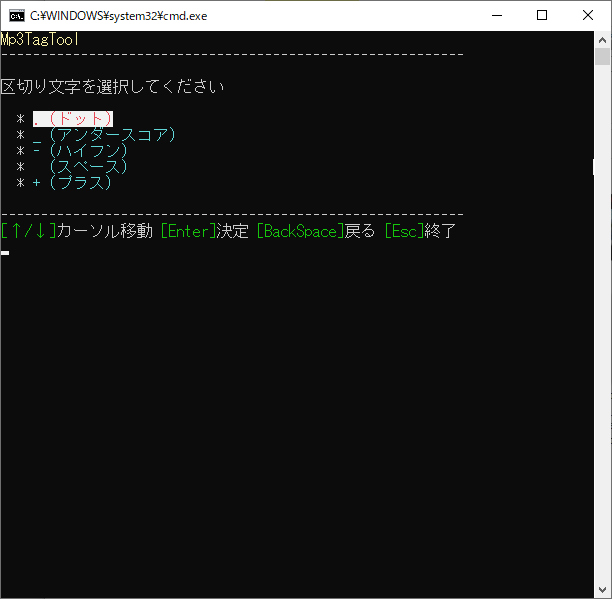 C:¥WINDOWS¥system32¥cmd.exe
Mp3TagTool
----------------------------------------------------------
区切り文字を選択してください
* . (ドット)
* _ (アンダースコア)
* - (ハイフン)
*   (スペース)
* + (プラス)
----------------------------------------------------------
[↑/↓]カーソル移動 [Enter]決定 [BackSpace]戻る [Esc]終了